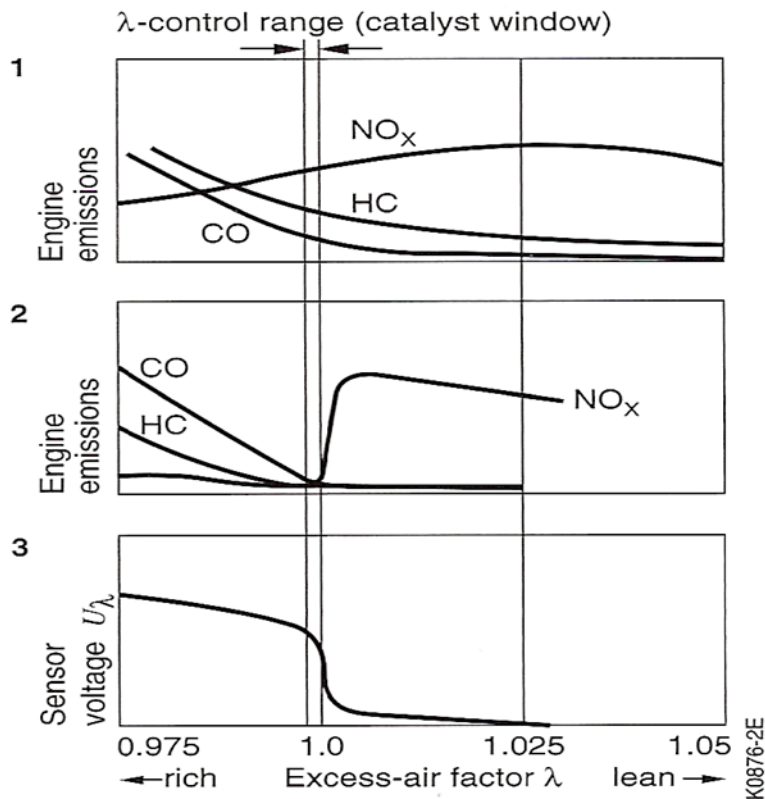 λ-control range (catalyst window)
1
Engine
emissions
NOX
HC
CO
2
Engine
emissions
CO
HC
NOX
3
Sensor
voltage Uλ
0.975 1.0 1.025 1.05
←rich Excess-air factor λ lean→
K0876-2E